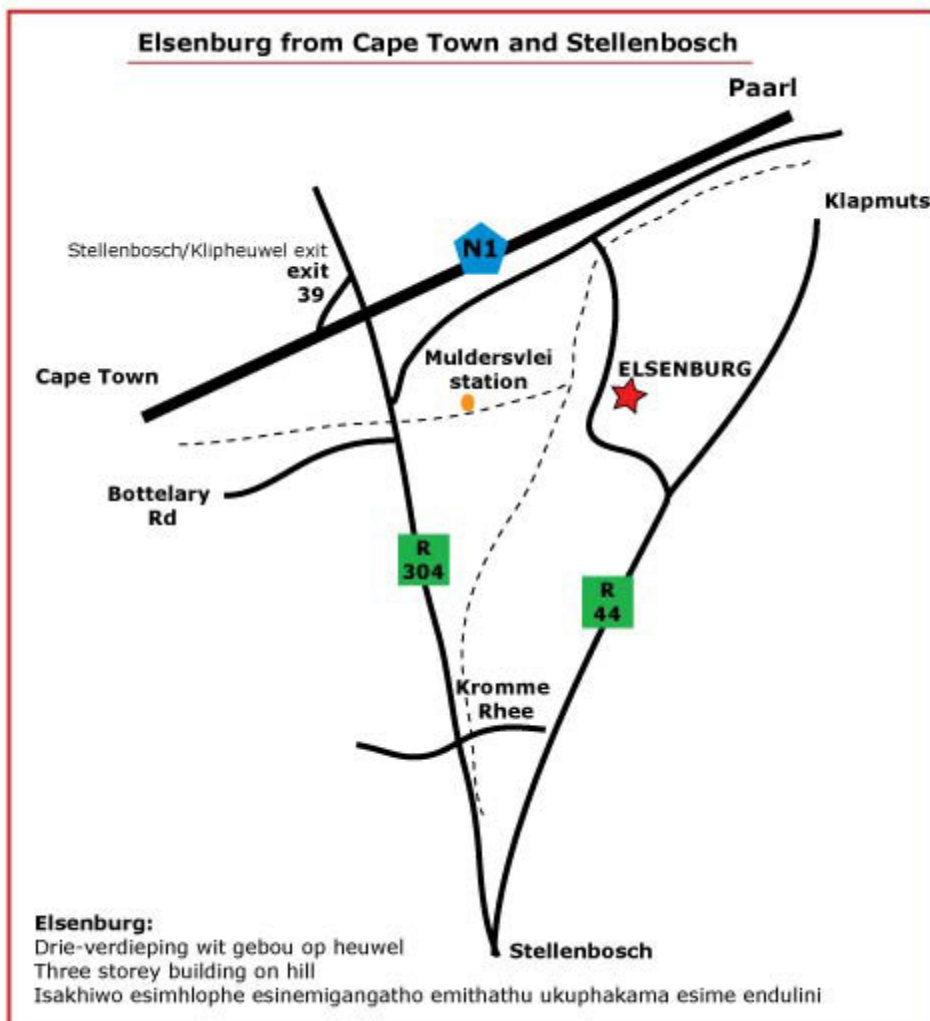 Elsenburg from Cape Town and Stellenbosch
Paarl
Klapmuts
Stellenbosch/Klipheuwel exit
exit
39
N1
Cape Town
Muldersvlei
station
ELSENBURG
Bottelary
Rd
R
304
R
44
Kromme
Rhee
Stellenbosch
Elsenburg:
Drie-verdieping wit gebou op heuwel
Three storey building on hill
Isakhiwo esimhlophe esinemigangatho emithathu ukuphakama esime endulini